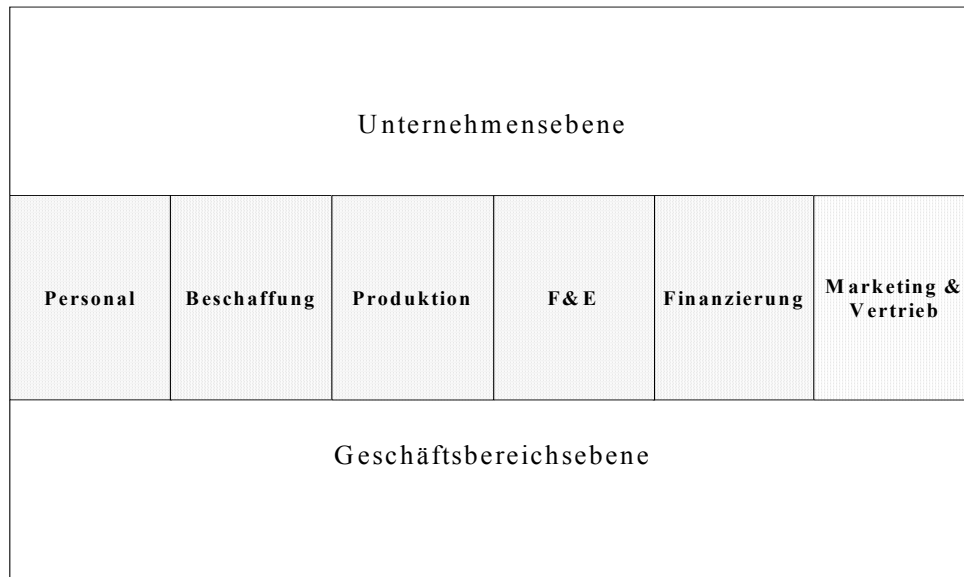 Unternehmensebene
Personal
Beschaffung
Produktion
F&E
Finanzierung
Marketing &
Vertrieb
Geschäftsbereichsebene